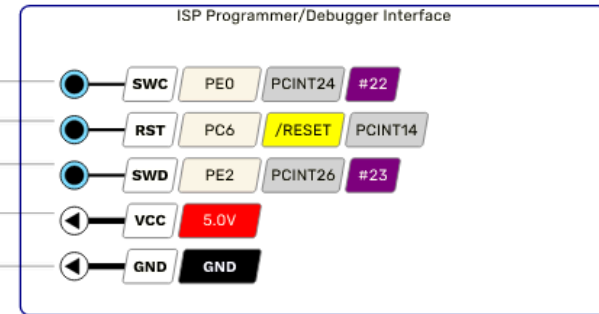 ISP Programmer/Debugger Interface
SWC PE0 PCINT24 #22
RST PC6 /RESET PCINT14
SWD PE2 PCINT26 #23
VCC 5.0V
GND GND